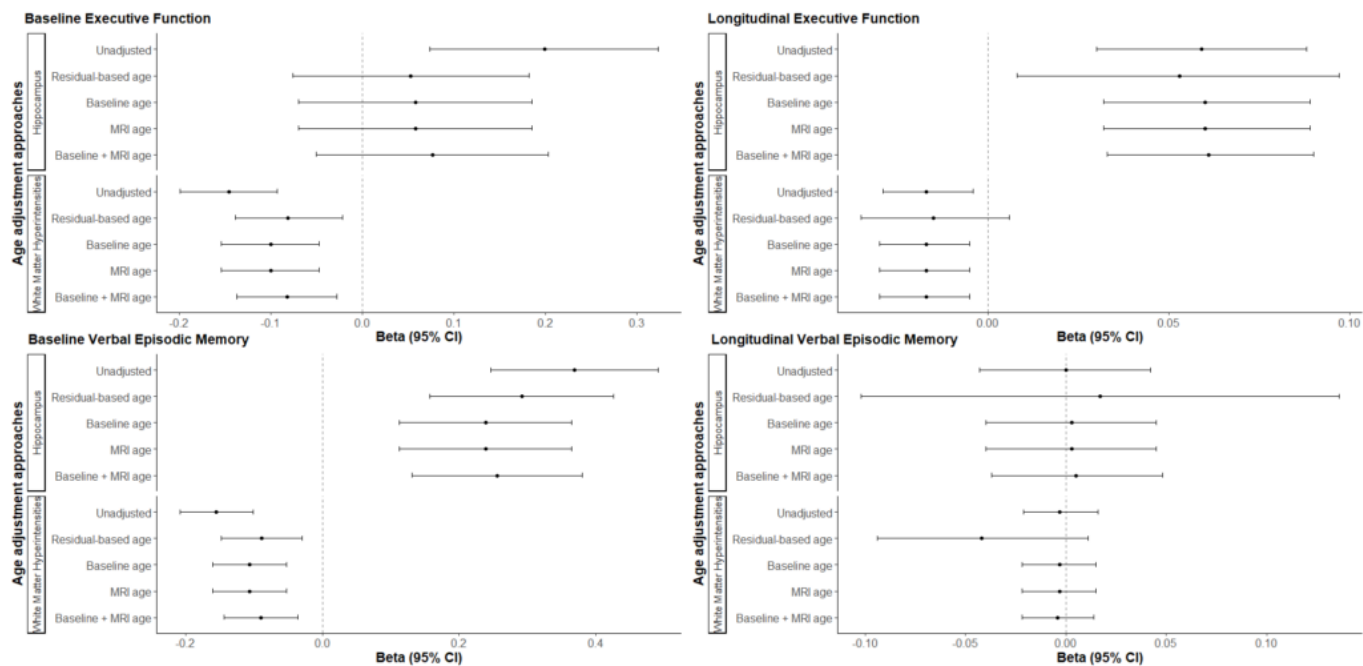 Baseline Executive Function
Age adjustment approaches
Hippocampus
Unadjusted
Residual-based age
Baseline age
MRI age
Baseline + MRI age
White Matter Hyperintensities
Unadjusted
Residual-based age
Baseline age
MRI age
Baseline + MRI age
-0.2 -0.1 0.0 0.1 0.2 0.3
Beta (95% CI)
Longitudinal Executive Function
Age adjustment approaches
Hippocampus
Unadjusted
Residual-based age
Baseline age
MRI age
Baseline + MRI age
White Matter Hyperintensities
Unadjusted
Residual-based age
Baseline age
MRI age
Baseline + MRI age
0.00 0.05 0.10
Beta (95% CI)
Baseline Verbal Episodic Memory
Age adjustment approaches
Hippocampus
Unadjusted
Residual-based age
Baseline age
MRI age
Baseline + MRI age
White Matter Hyperintensities
Unadjusted
Residual-based age
Baseline age
MRI age
Baseline + MRI age
-0.2 0.0 0.2 0.4
Beta (95% CI)
Longitudinal Verbal Episodic Memory
Age adjustment approaches
Hippocampus
Unadjusted
Residual-based age
Baseline age
MRI age
Baseline + MRI age
White Matter Hyperintensities
Unadjusted
Residual-based age
Baseline age
MRI age
Baseline + MRI age
-0.10 -0.05 0.00 0.05 0.10
Beta (95% CI)